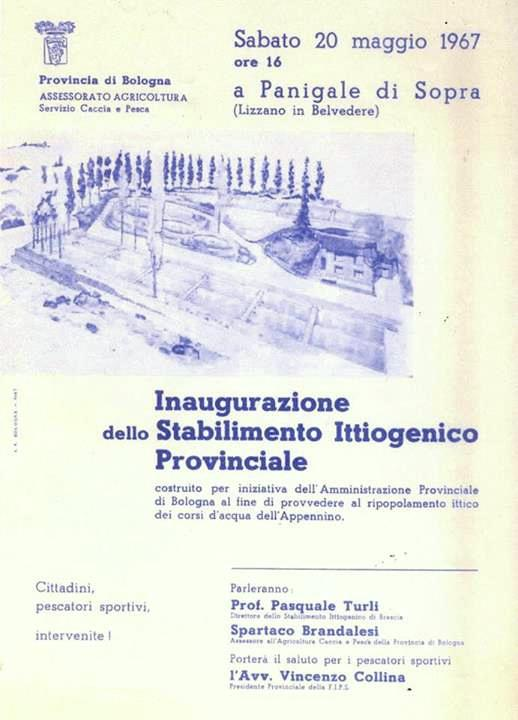 Provincia di Bologna
ASSESSORATO AGRICOLTURA
Servizio Caccia e Pesca
Sabato 20 maggio 1967
ore 16
a Panigale di Sopra
(Lizzano in Belvedere)
Inaugurazione
dello Stabilimento Ittiogenico
Provinciale
costruito per iniziativa dell'Amministrazione Provinciale
di Bologna al fine di provvedere al ripopolamento ittico
dei corsi d'acqua dell'Appennino.
Cittadini,
pescatori sportivi,
intervenite!
Parleranno:
Prof. Pasquale Turli
Direttore dello Stabilimento Ittiogenico di Brescia
Spartaco Brandalesi
Assessore all'Agricoltura Caccia e Pesca della Provincia di Bologna
Porterà il saluto per i pescatori sportivi
l'Avv. Vincenzo Collina
Presidente Provinciale della F.I.P.S.